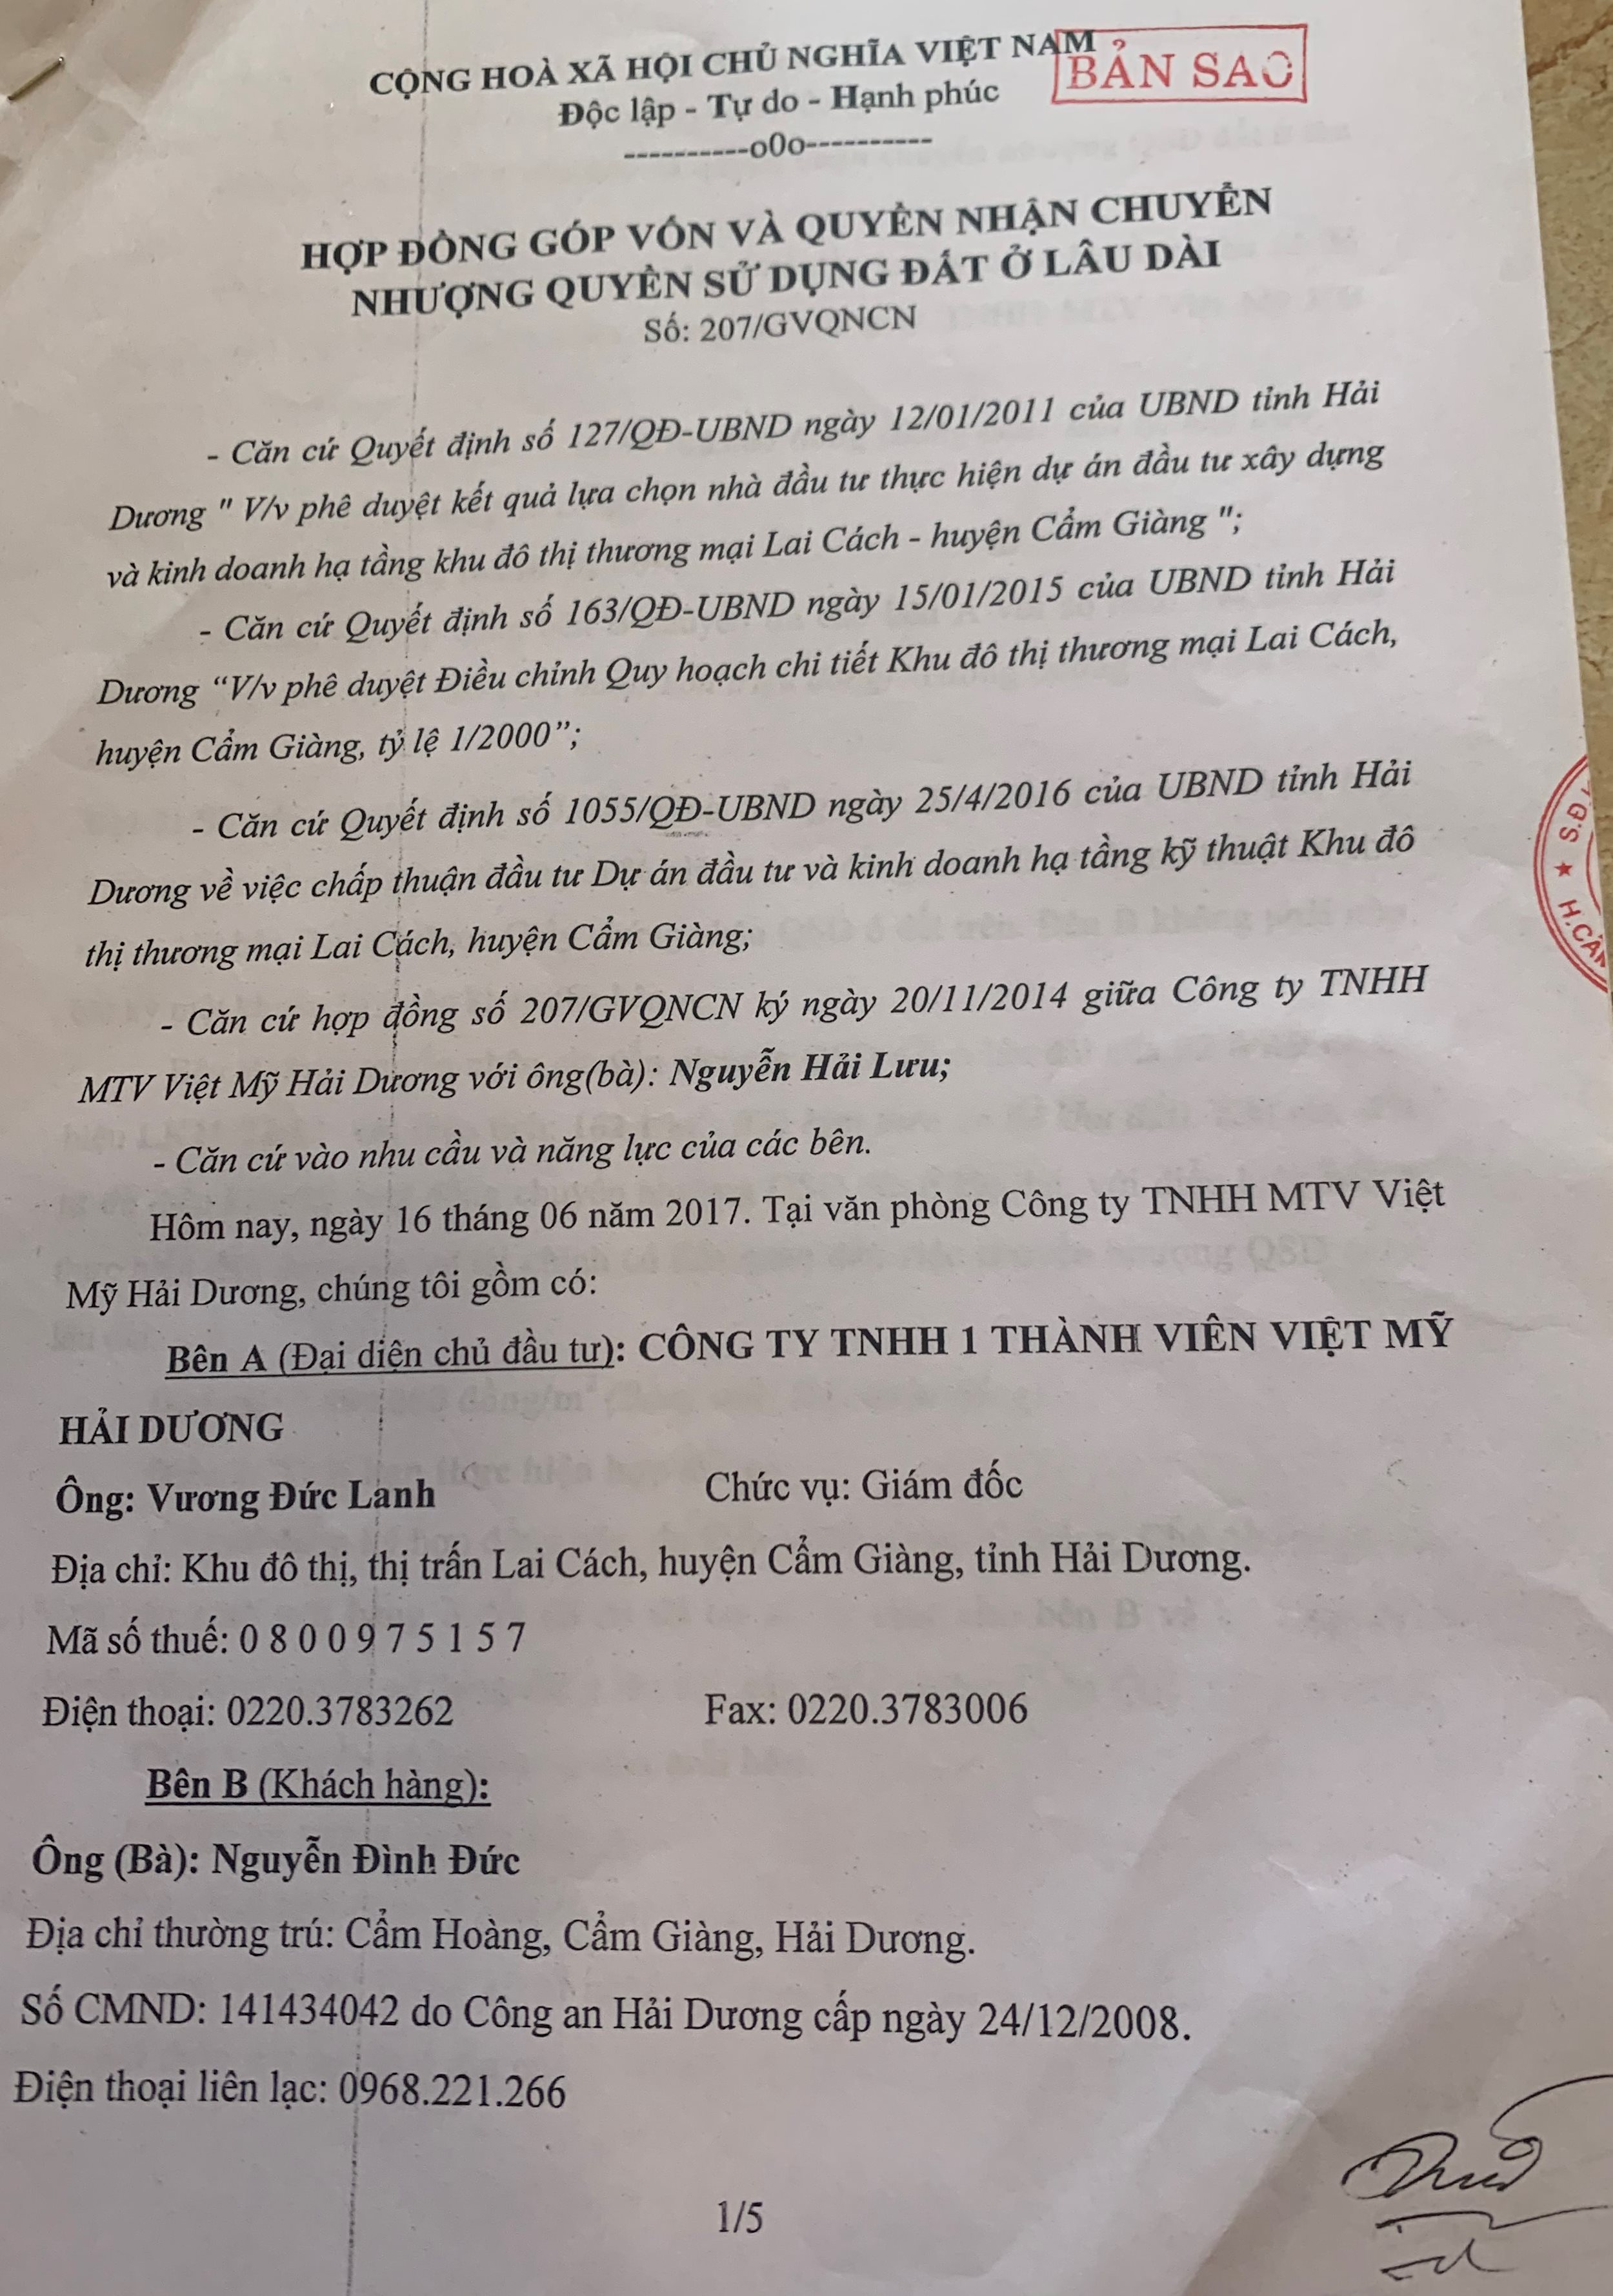 CỘNG HOÀ XÃ HỘI CHỦ NGHĨA VIỆT NAM
BẢN SAO
Độc lập - Tự do - Hạnh phúc
----------o0o----------
HỢP ĐỒNG GÓP VỐN VÀ QUYỀN NHẬN CHUYỂN
NHƯỢNG QUYỀN SỬ DỤNG ĐẤT Ở LÂU DÀI
Số: 207/GVQNCN
- Căn cứ Quyết định số 127/QĐ-UBND ngày 12/01/2011 của UBND tỉnh Hải
Dương " V/v phê duyệt kết quả lựa chọn nhà đầu tư thực hiện dự án đầu tư xây dựng
và kinh doanh hạ tầng khu đô thị thương mại Lai Cách - huyện Cẩm Giàng ";
- Căn cứ Quyết định số 163/QĐ-UBND ngày 15/01/2015 của UBND tỉnh Hải
Dương “V/v phê duyệt Điều chỉnh Quy hoạch chi tiết Khu đô thị thương mại Lai Cách,
huyện Cẩm Giàng, tỷ lệ 1/2000”;
- Căn cứ Quyết định số 1055/QĐ-UBND ngày 25/4/2016 của UBND tỉnh Hải
Dương về việc chấp thuận đầu tư Dự án đầu tư và kinh doanh hạ tầng kỹ thuật Khu đô
thị thương mại Lai Cách, huyện Cẩm Giàng;
- Căn cứ hợp đồng số 207/GVQNCN ký ngày 20/11/2014 giữa Công ty TNHH
MTV Việt Mỹ Hải Dương với ông(bà): Nguyễn Hải Lưu;
- Căn cứ vào nhu cầu và năng lực của các bên.
Hôm nay, ngày 16 tháng 06 năm 2017. Tại văn phòng Công ty TNHH MTV Việt
Mỹ Hải Dương, chúng tôi gồm có:
Bên A (Đại diện chủ đầu tư): CÔNG TY TNHH 1 THÀNH VIÊN VIỆT MỸ
HẢI DƯƠNG
Ông: Vương Đức Lanh Chức vụ: Giám đốc
Địa chỉ: Khu đô thị, thị trấn Lai Cách, huyện Cẩm Giàng, tỉnh Hải Dương.
Mã số thuế: 0 8 0 0 9 7 5 1 5 7
Điện thoại: 0220.3783262 Fax: 0220.3783006
Bên B (Khách hàng):
Ông (Bà): Nguyễn Đình Đức
Địa chỉ thường trú: Cẩm Hoàng, Cẩm Giàng, Hải Dương.
Số CMND: 141434042 do Công an Hải Dương cấp ngày 24/12/2008.
Điện thoại liên lạc: 0968.221.266
1/5